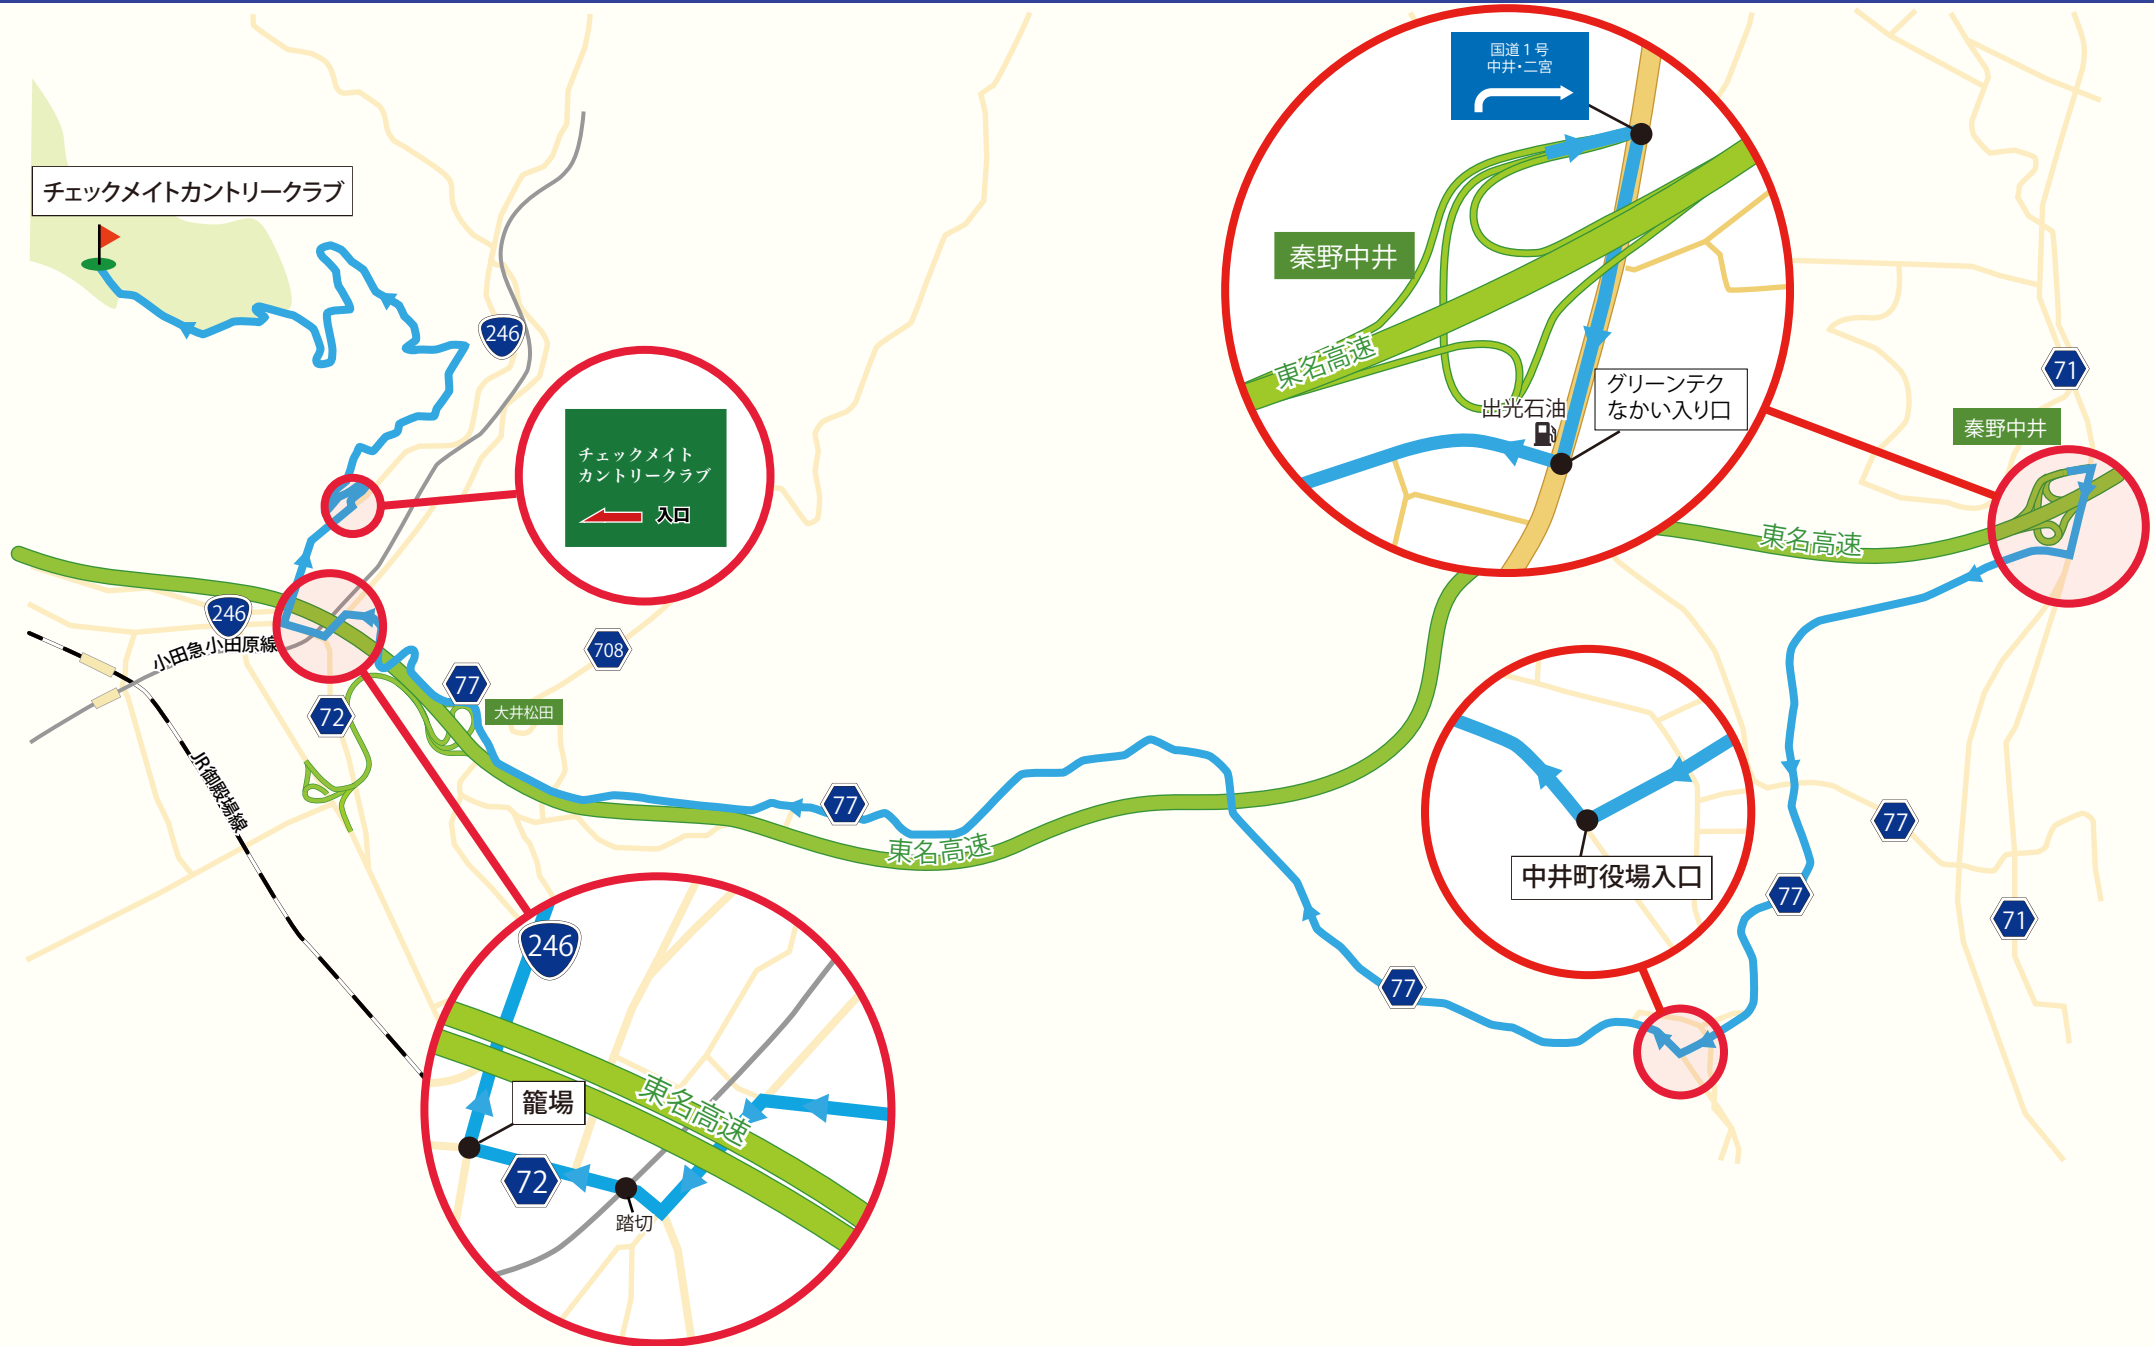 国道1号
中井・二宮
チェックメイトカントリークラブ
秦野中井
246
東名高速
71
グリーンテク
なかい入り口
出光石油
秦野中井
チェックメイト
カントリークラブ
入口
東名高速
246
小田急小田原線
708
77
72
大井松田
JR御殿場線
77
77
東名高速
中井町役場入口
77
71
77
246
東名高速
籠場
72
踏切